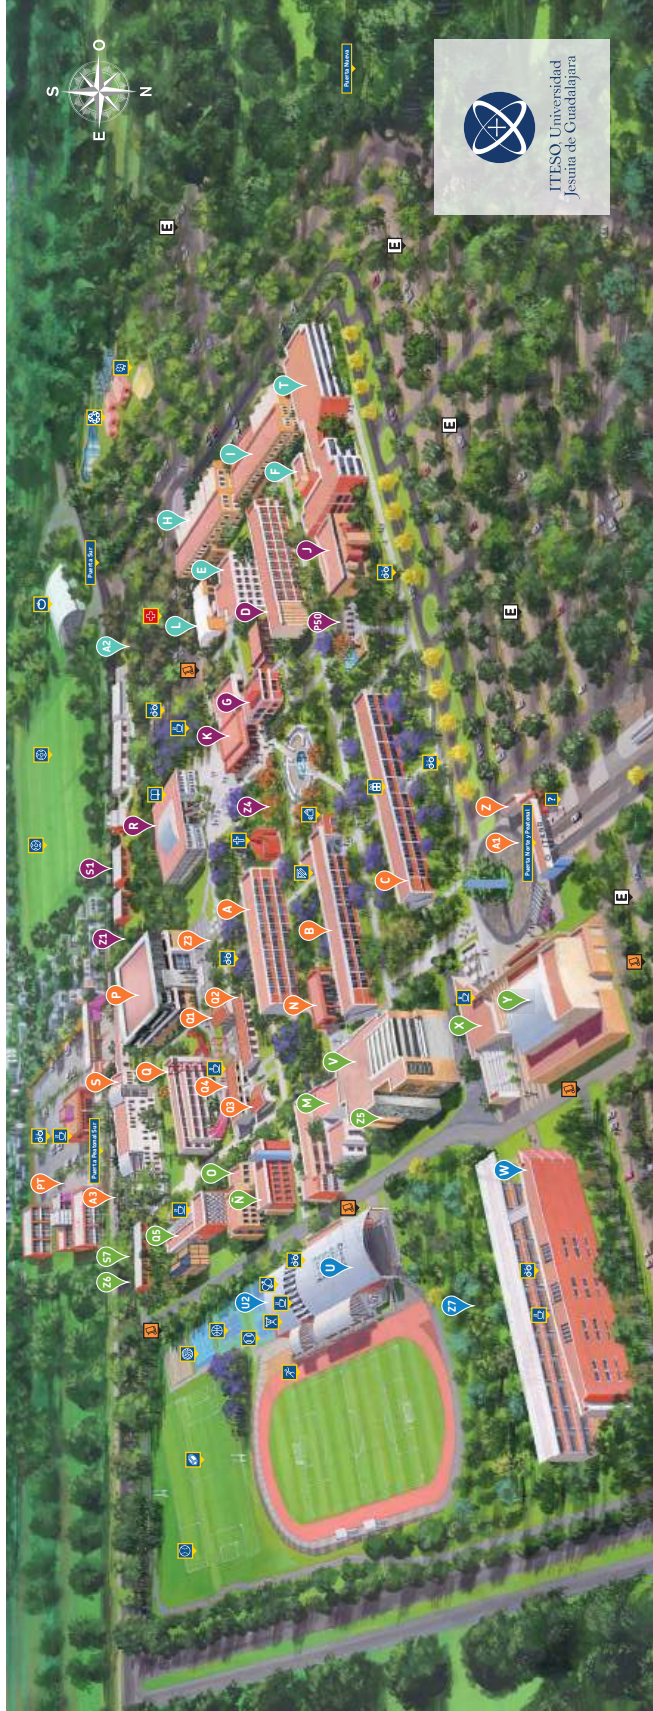 PT
A3
Puerta Peatonal Sur
S7
Z6
S
P
Z1
S1
A2
Puerta Sur
S
E
O
N
Q5
Q
Q1
Z3
R
L
H
E
E
O
Ñ
Q4
Q3
Q2
A
K
G
D
I
U2
Z4
F
T
U
Z5
M
V
N
B
P50
J
Puerta Nueva
C
E
Z7
X
E
W
Y
A1
Z
Puerta Norte y Peatonal
?
E
E
ITESO, Universidad
Jesuita de Guadalajara